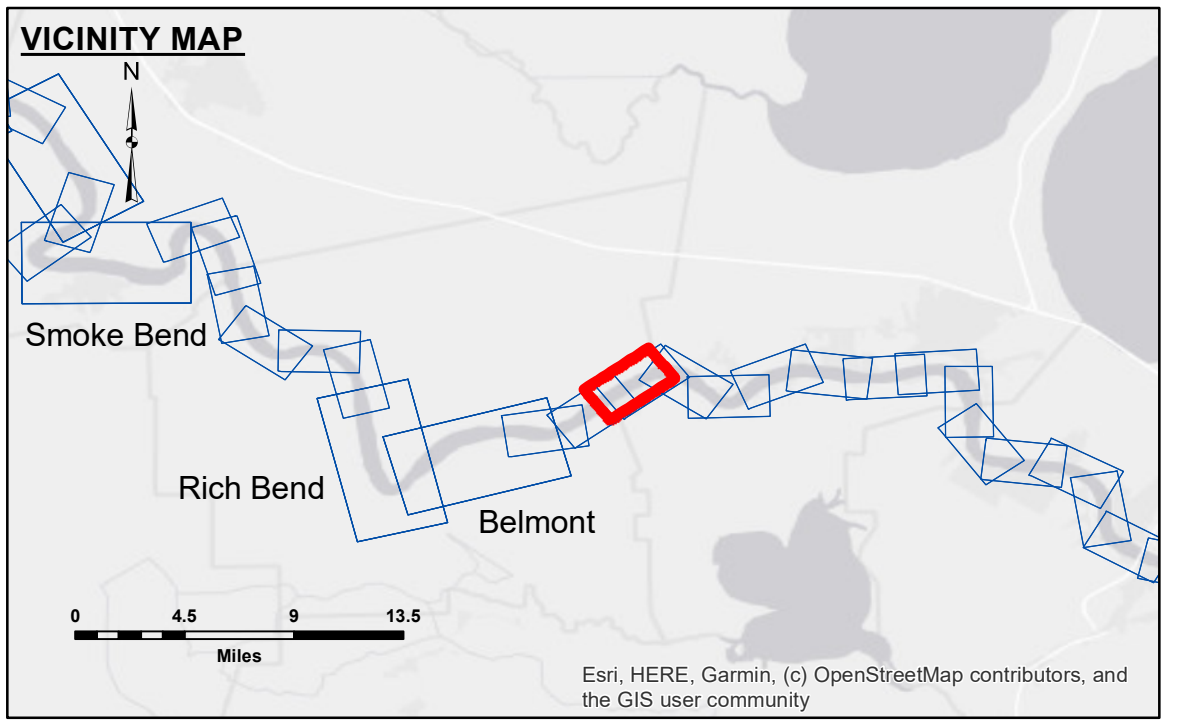 VICINITY MAP
N
Smoke Bend
Rich Bend
Belmont
0 4.5 9 13.5
Miles
Esri, HERE, Garmin, (c) OpenStreetMap contributors, and
the GIS user community